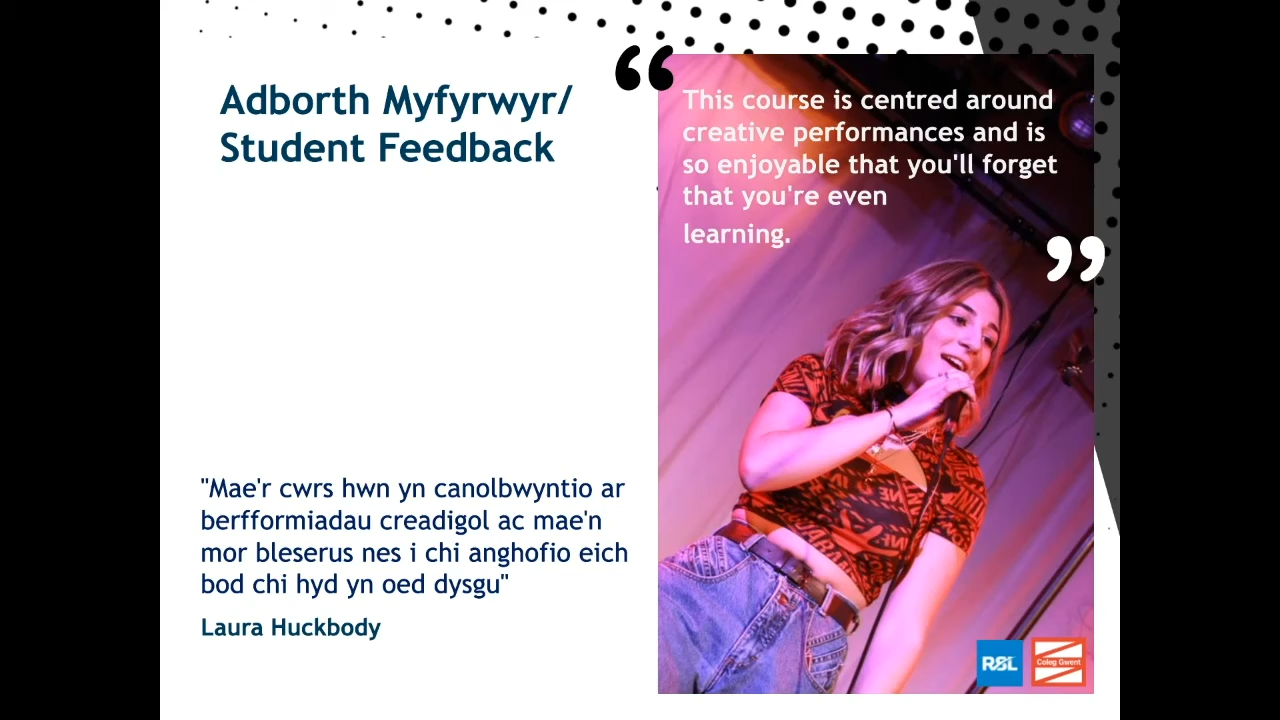 Adborth Myfyrwyr/
Student Feedback
“
This course is centred around
creative performances and is
so enjoyable that you'll forget
that you're even
learning.
”
"Mae'r cwrs hwn yn canolbwyntio ar
berfformiadau creadigol ac mae'n
mor bleserus nes i chi anghofio eich
bod chi hyd yn oed dysgu"
Laura Huckbody
RSL
Coleg Gwent